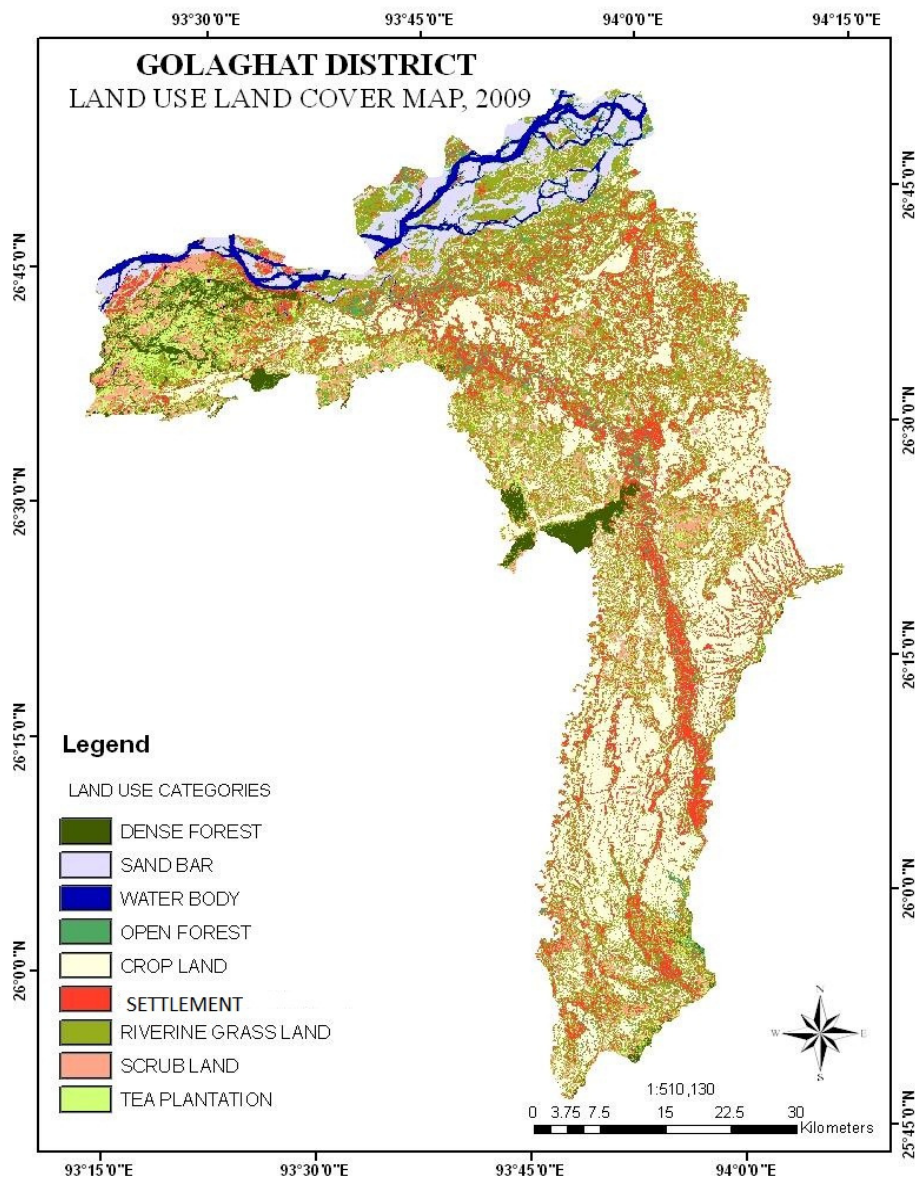 93°30'0"E 93°45'0"E 94°0'0"E 94°15'0"E
GOLAGHAT DISTRICT
LAND USE LAND COVER MAP, 2009
26°45'0"N
26°45'0"N
26°30'0"N
26°30'0"N
26°15'0"N
26°15'0"N
26°0'0"N
26°0'0"N
25°45'0"N
Legend
LAND USE CATEGORIES
DENSE FOREST
SAND BAR
WATER BODY
OPEN FOREST
CROP LAND
SETTLEMENT
RIVERINE GRASS LAND
SCRUB LAND
TEA PLANTATION
N
W E
S
1:510,130
0 3.75 7.5 15 22.5 30
Kilometers
93°15'0"E 93°30'0"E 93°45'0"E 94°0'0"E